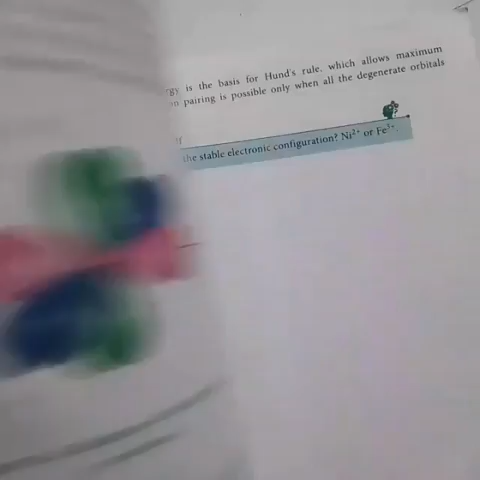 is the basis for Hund's rule, which allows maximum
pairing is possible only when all the degenerate orbitals
the stable electronic configuration? Ni²⁺ or Fe³⁺.